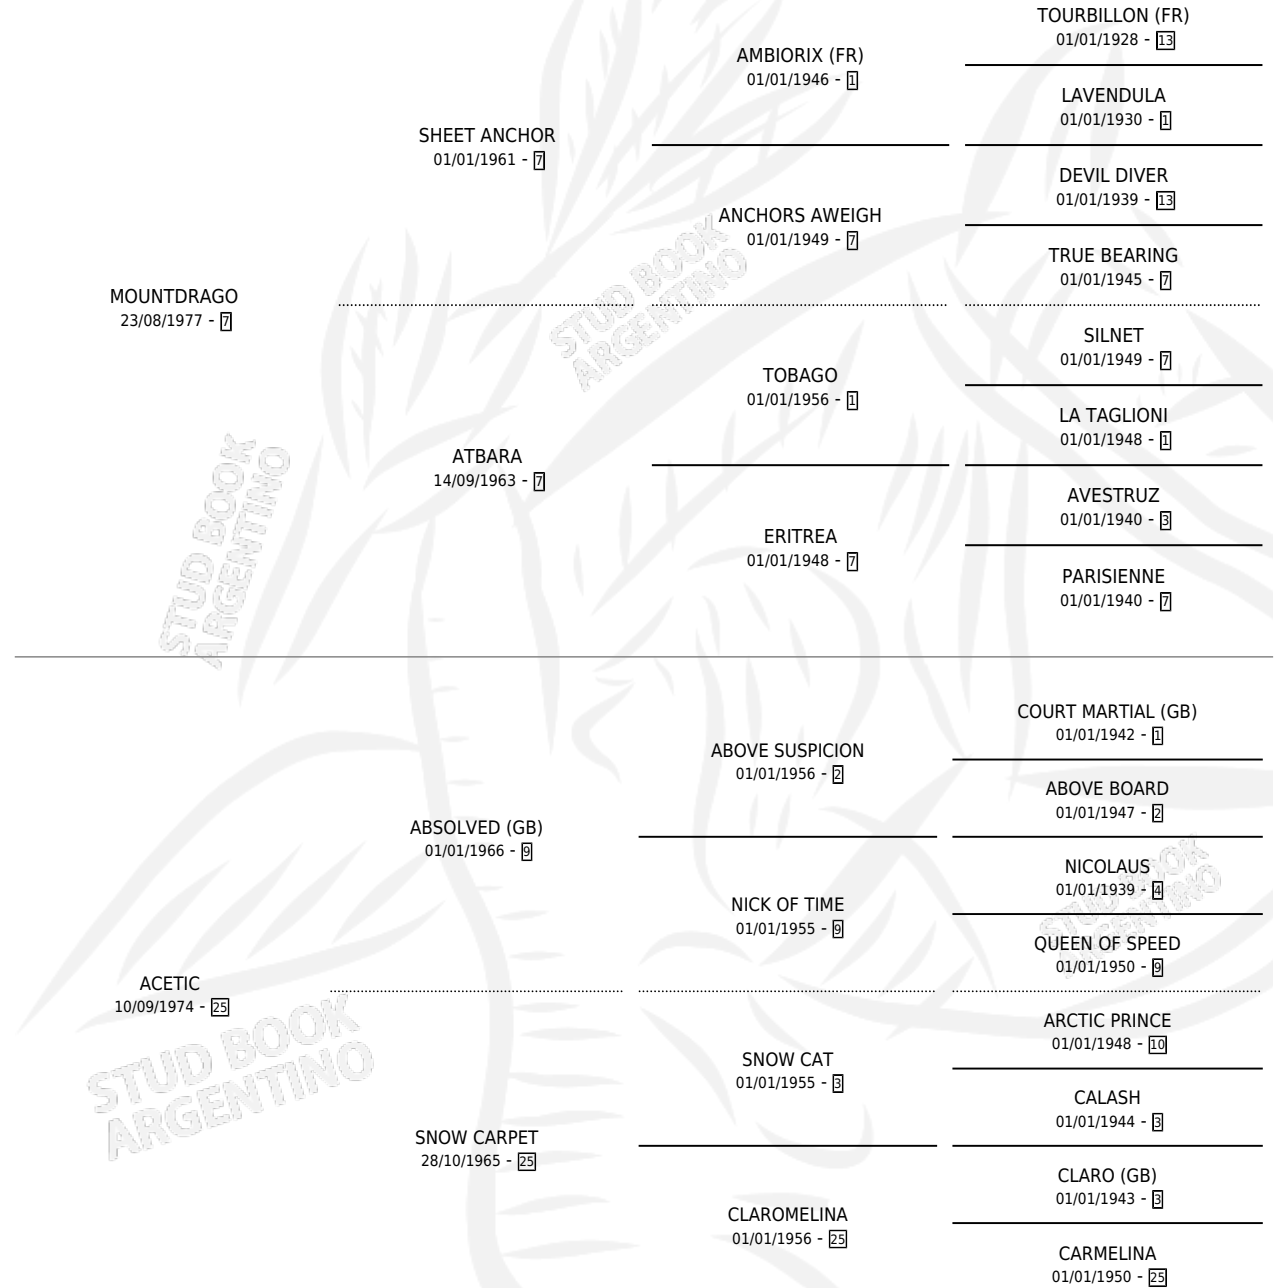 TOURBILLON (FR)
01/01/1928 - 13
AMBIORIX (FR)
01/01/1946 - 1
LAVENDULA
01/01/1930 - 1
SHEET ANCHOR
01/01/1961 - 7
DEVIL DIVER
01/01/1939 - 13
ANCHORS AWEIGH
01/01/1949 - 7
TRUE BEARING
01/01/1945 - 7
MOUNTDRAGO
23/08/1977 - 7
STUD BOOK
ARGENTINO
SILNET
01/01/1949 - 7
TOBAGO
01/01/1956 - 1
LA TAGLIONI
01/01/1948 - 1
ATBARA
14/09/1963 - 7
AVESTRUZ
01/01/1940 - 3
ERITREA
01/01/1948 - 7
PARISIENNE
01/01/1940 - 7
STUD BOOK
ARGENTINO
COURT MARTIAL (GB)
01/01/1942 - 1
ABOVE SUSPICION
01/01/1956 - 2
ABOVE BOARD
01/01/1947 - 2
ABSOLVED (GB)
01/01/1966 - 9
NICOLAUS
01/01/1939 - 4
NICK OF TIME
01/01/1955 - 9
STUD BOOK
ARGENTINO
QUEEN OF SPEED
01/01/1950 - 9
ACETIC
10/09/1974 - 25
ARCTIC PRINCE
01/01/1948 - 10
SNOW CAT
01/01/1955 - 3
STUD BOOK
ARGENTINO
CALASH
01/01/1944 - 3
SNOW CARPET
28/10/1965 - 25
CLARO (GB)
01/01/1943 - 3
CLAROMELINA
01/01/1956 - 25
CARMELINA
01/01/1950 - 25